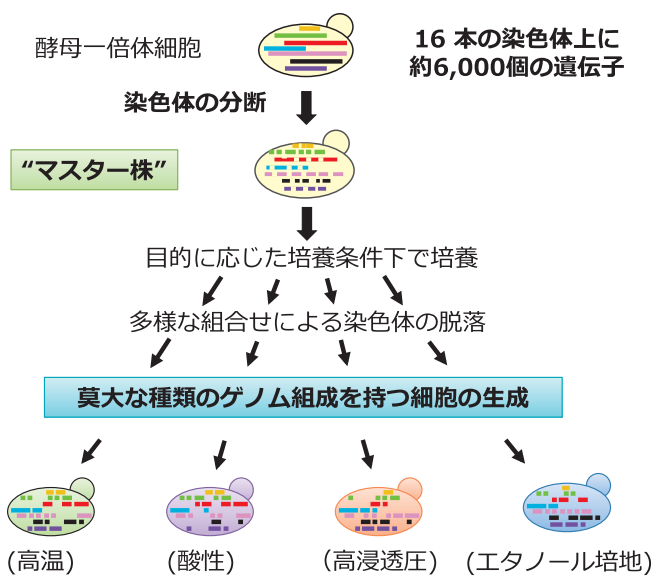 酵母一倍体細胞
16 本の染色体上に
約6,000個の遺伝子
染色体の分断
“マスター株”
目的に応じた培養条件下で培養
多様な組合せによる染色体の脱落
莫大な種類のゲノム組成を持つ細胞の生成
(高温)
(酸性)
(高浸透圧)
(エタノール培地)